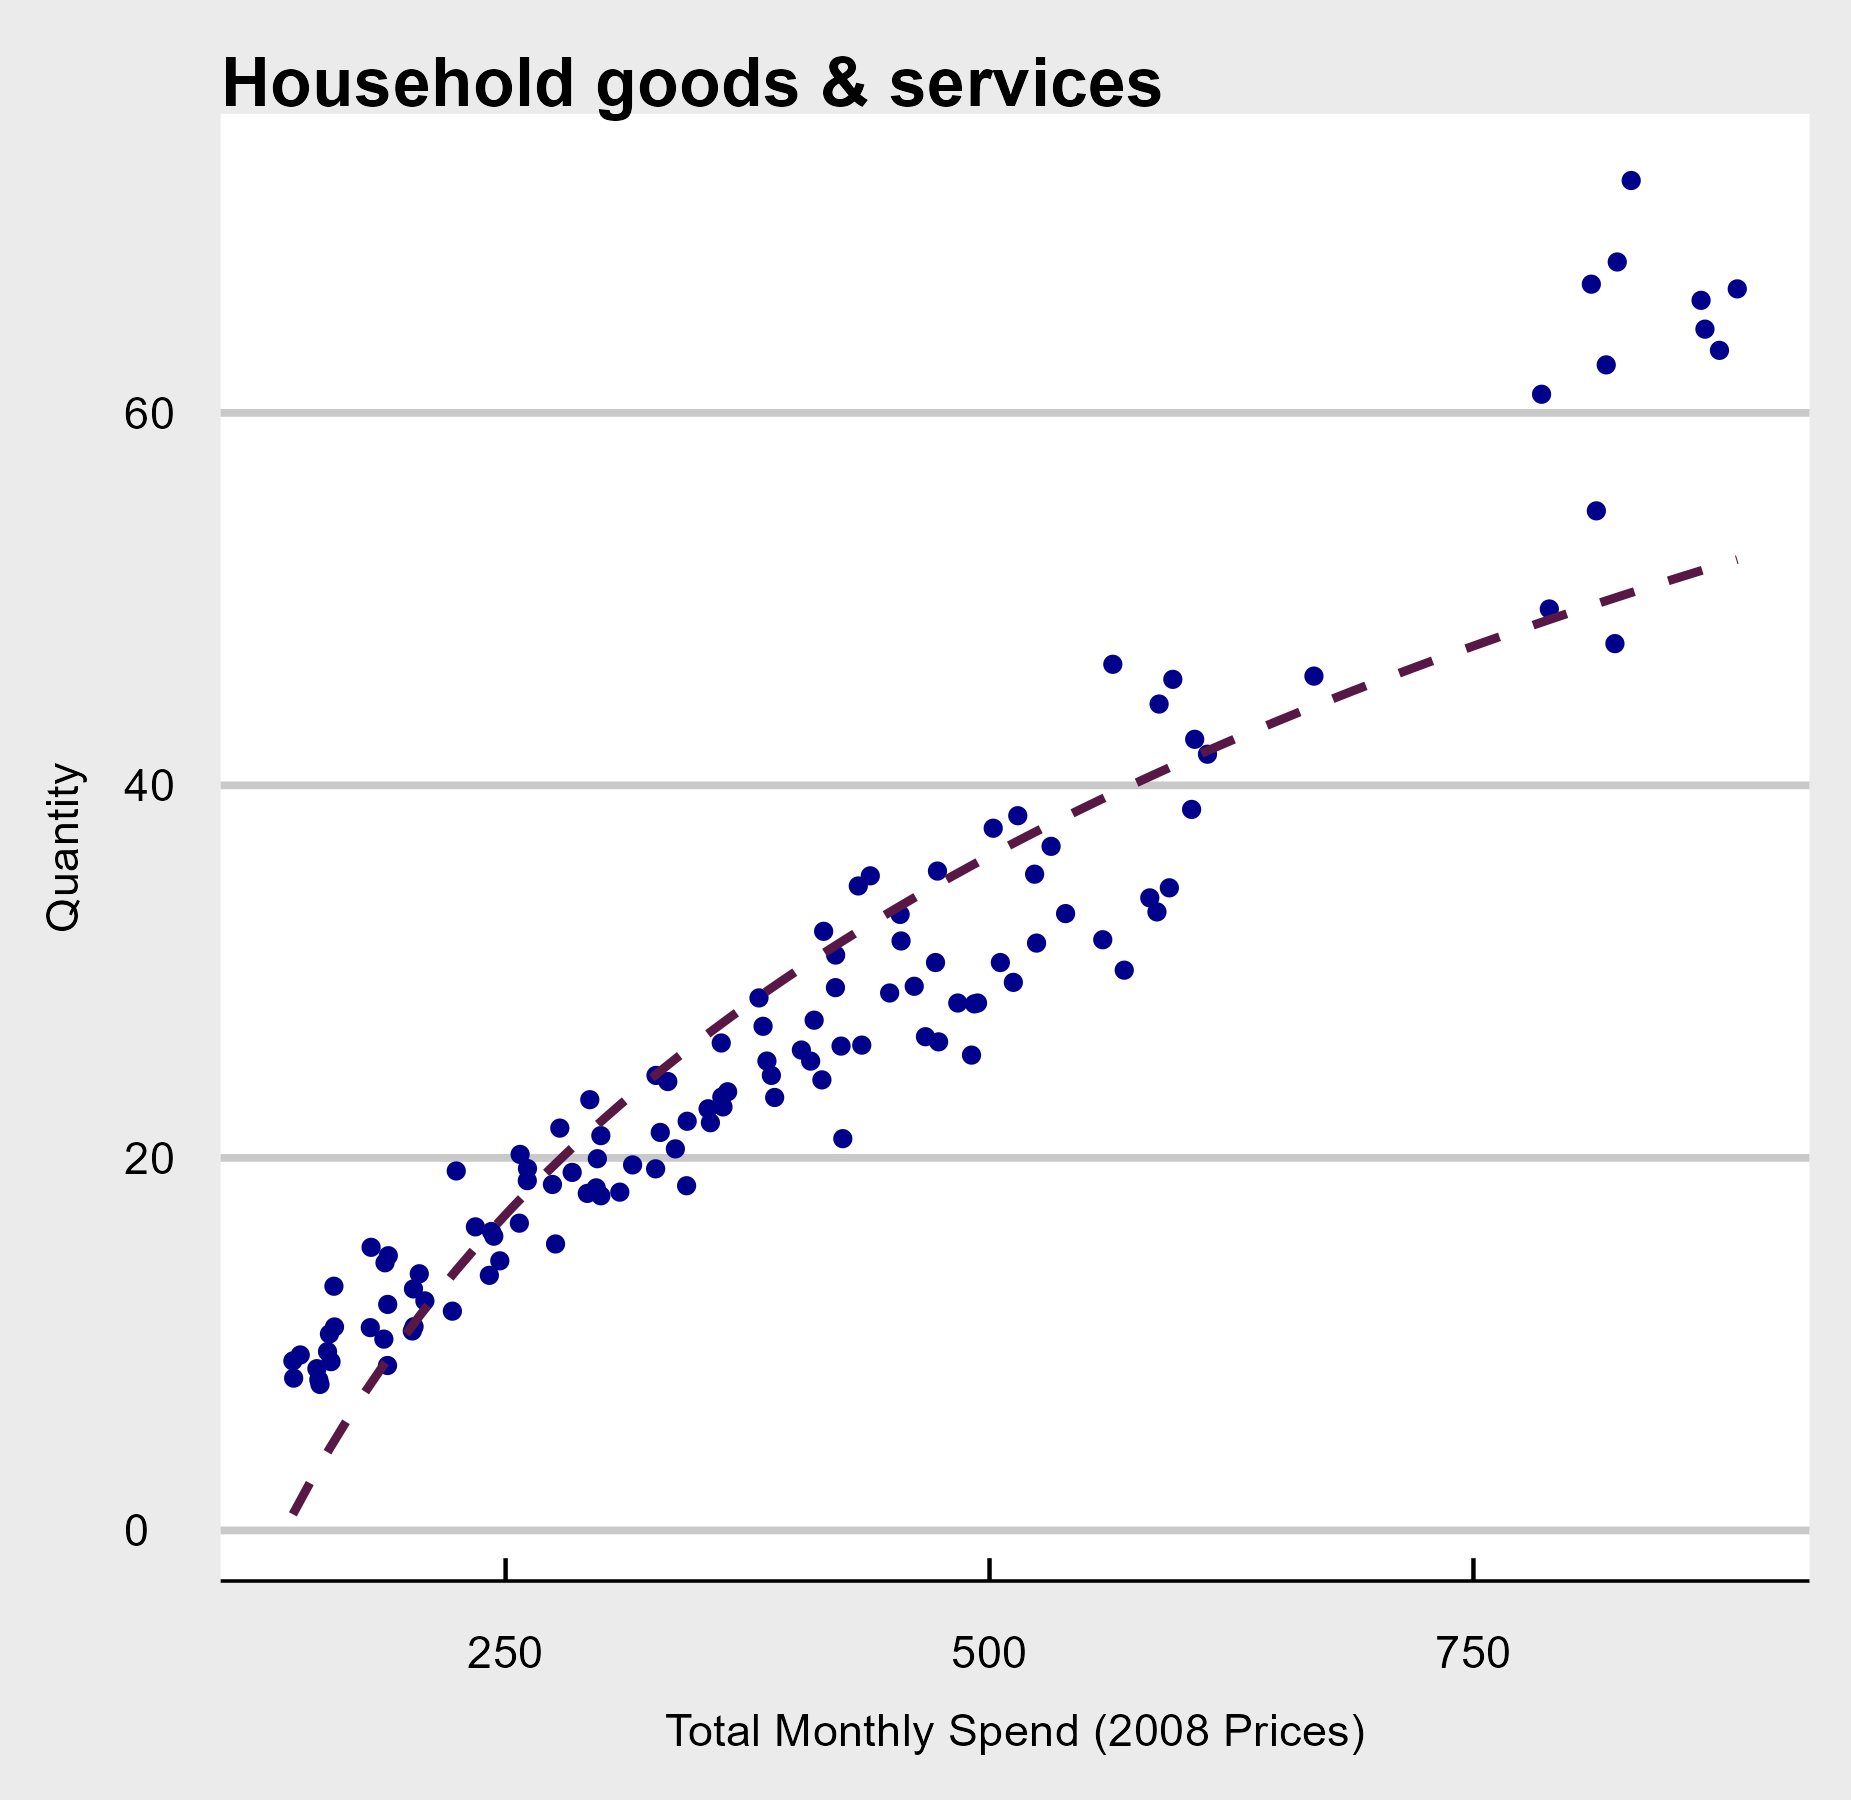 Household goods & services
60
40
20
0
Quantity
250 500 750
Total Monthly Spend (2008 Prices)